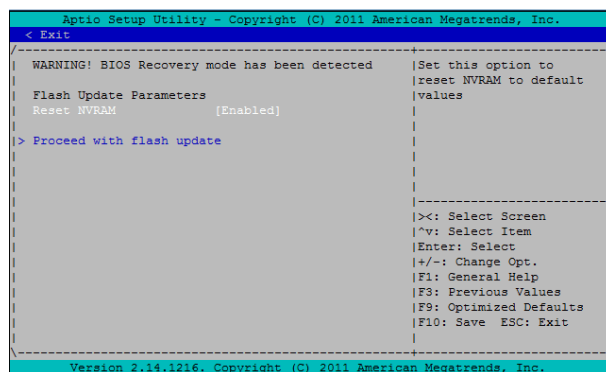 Aptio Setup Utility - Copyright (C) 2011 American Megatrends, Inc.
< Exit
WARNING! BIOS Recovery mode has been detected
Flash Update Parameters
Reset NVRAM [Enabled]
> Proceed with flash update
Set this option to
reset NVRAM to default
values
><: Select Screen
^v: Select Item
Enter: Select
+/-: Change Opt.
F1: General Help
F3: Previous Values
F9: Optimized Defaults
F10: Save ESC: Exit
Version 2.14.1216. Copyright (C) 2011 American Megatrends, Inc.